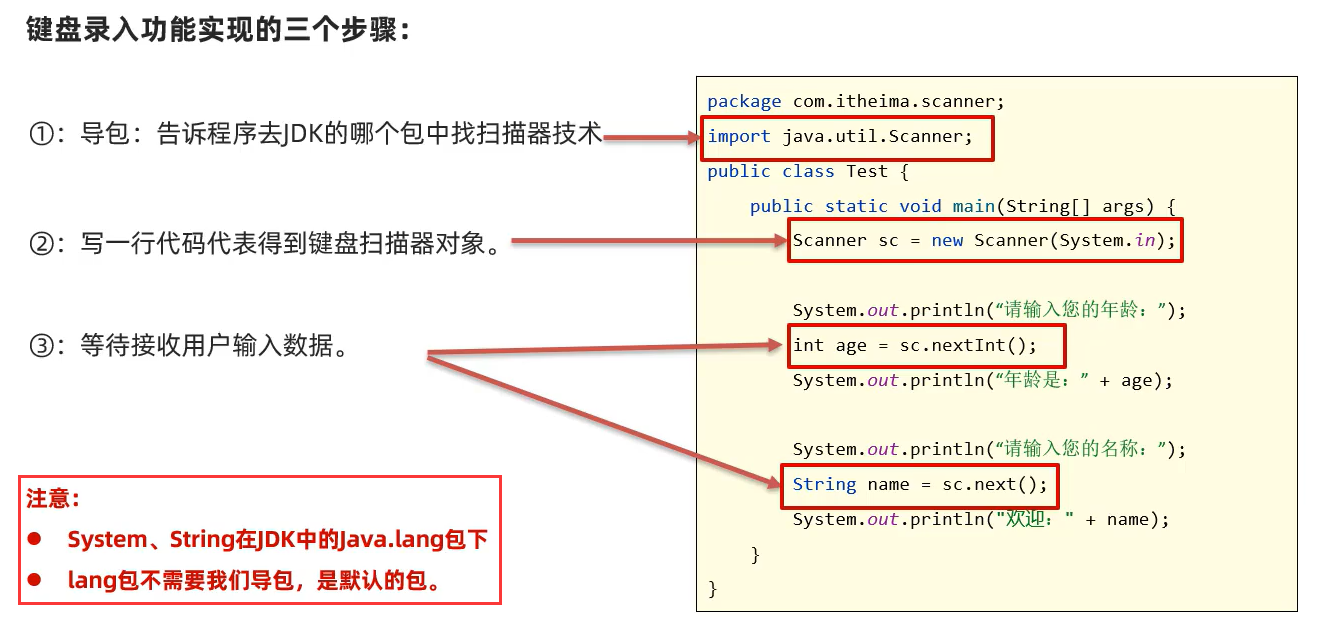 键盘录入功能实现的三个步骤：
①：导包：告诉程序去JDK的哪个包中找扫描器技术
②：写一行代码代表得到键盘扫描器对象。
③：等待接收用户输入数据。
注意：
● System、String在JDK中的Java.lang包下
● lang包不需要我们导包，是默认的包。
package com.itheima.scanner;
import java.util.Scanner;
public class Test {
public static void main(String[] args) {
Scanner sc = new Scanner(System.in);
System.out.println(“请输入您的年龄：”);
int age = sc.nextInt();
System.out.println(“年龄是：” + age);
System.out.println(“请输入您的名称：”);
String name = sc.next();
System.out.println("欢迎：" + name);
}
}